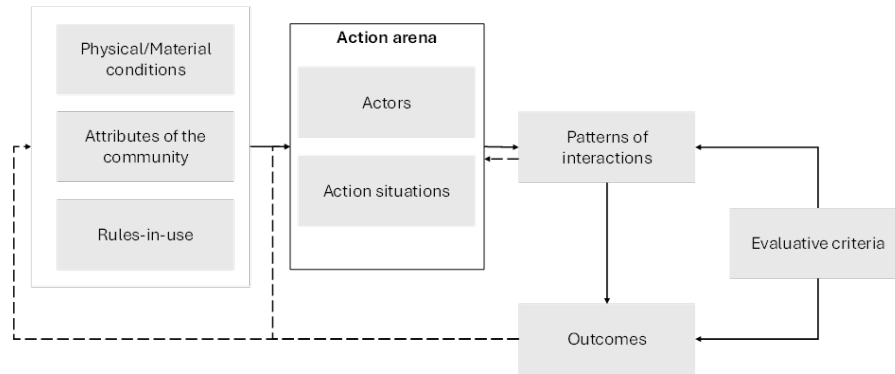 Physical/Material
conditions
Attributes of the
community
Rules-in-use
Action arena
Actors
Action situations
Patterns of
interactions
Evaluative criteria
Outcomes